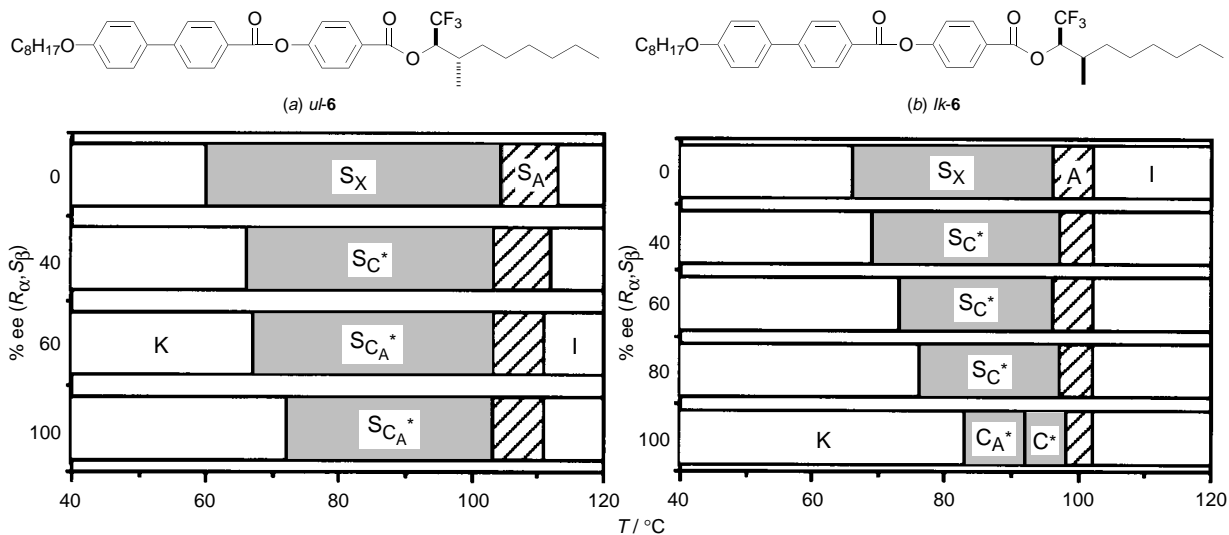 CF3
O O
C8H17O O O
(a) ul-6
CF3
O O
C8H17O O O
(b) lk-6
% ee (Rα,Sβ)
0 SX SA
40 SC*
60 K SCA* I
100 SCA*
40 60 80 100 120
% ee (Rα,Sβ)
0 SX A I
40 SC*
60 SC*
80 SC*
100 K CA* C*
40 60 80 100 120
T / °C